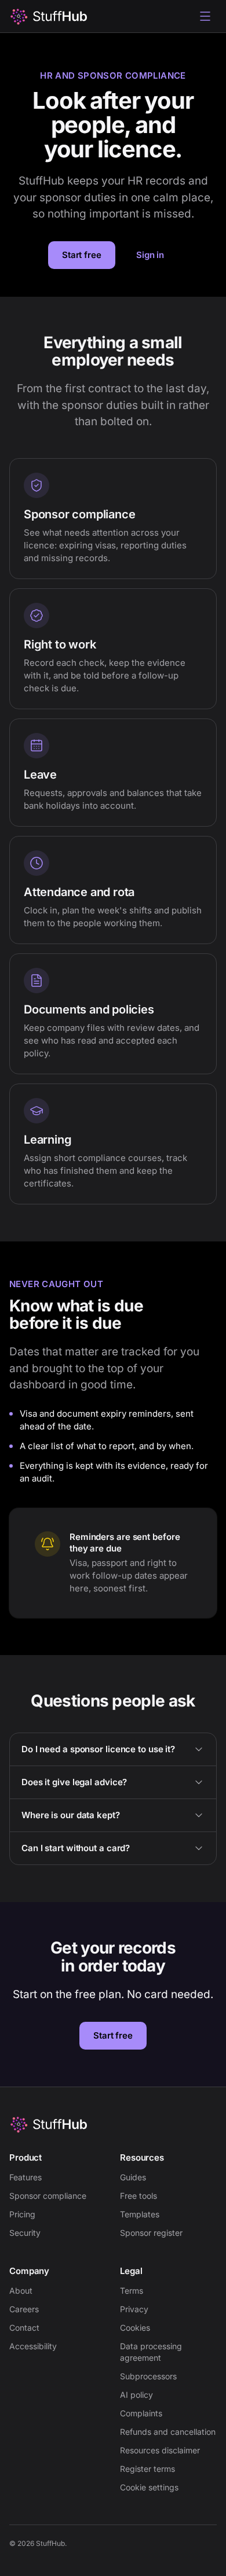 StuffHub
HR AND SPONSOR COMPLIANCE
Look after your
people, and
your licence.
StuffHub keeps your HR records and
your sponsor duties in one calm place,
so nothing important is missed.
Start free
Sign in
Everything a small
employer needs
From the first contract to the last day,
with the sponsor duties built in rather
than bolted on.
Sponsor compliance
See what needs attention across your
licence: expiring visas, reporting duties
and missing records.
Right to work
Record each check, keep the evidence
with it, and be told before a follow-up
check is due.
Leave
Requests, approvals and balances that take
bank holidays into account.
Attendance and rota
Clock in, plan the week's shifts and publish
them to the people working them.
Documents and policies
Keep company files with review dates, and
see who has read and accepted each
policy.
Learning
Assign short compliance courses, track
who has finished them and keep the
certificates.
NEVER CAUGHT OUT
Know what is due
before it is due
Dates that matter are tracked for you
and brought to the top of your
dashboard in good time.
Visa and document expiry reminders, sent
ahead of the date.
A clear list of what to report, and by when.
Everything is kept with its evidence, ready for
an audit.
Reminders are sent before
they are due
Visa, passport and right to
work follow-up dates appear
here, soonest first.
Questions people ask
Do I need a sponsor licence to use it?
Does it give legal advice?
Where is our data kept?
Can I start without a card?
Get your records
in order today
Start on the free plan. No card needed.
Start free
StuffHub
Product
Features
Sponsor compliance
Pricing
Security
Resources
Guides
Free tools
Templates
Sponsor register
Company
About
Careers
Contact
Accessibility
Legal
Terms
Privacy
Cookies
Data processing
agreement
Subprocessors
AI policy
Complaints
Refunds and cancellation
Resources disclaimer
Register terms
Cookie settings
© 2026 StuffHub.